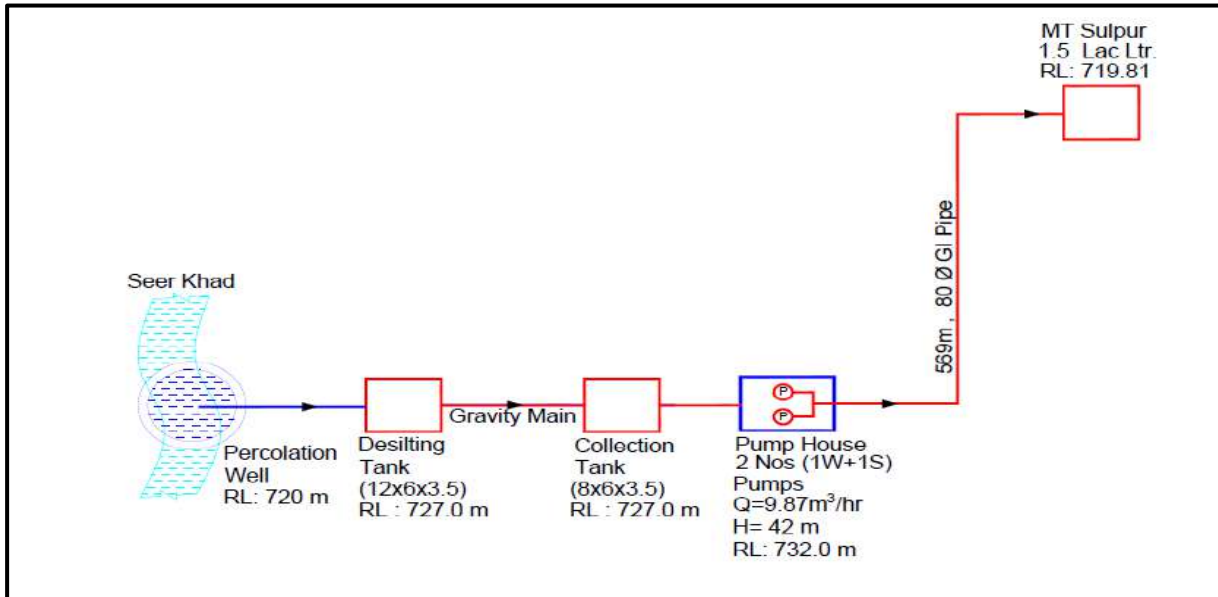 MT Sulpur
1.5 Lac Ltr.
RL: 719.81
569m , 80 Ø GI Pipe
Seer Khad
Percolation
Well
RL: 720 m
Desilting
Tank
(12x6x3.5)
RL : 727.0 m
Gravity Main
Collection
Tank
(8x6x3.5)
RL : 727.0 m
P
P
Pump House
2 Nos (1W+1S)
Pumps
Q=9.87m³/hr
H= 42 m
RL: 732.0 m